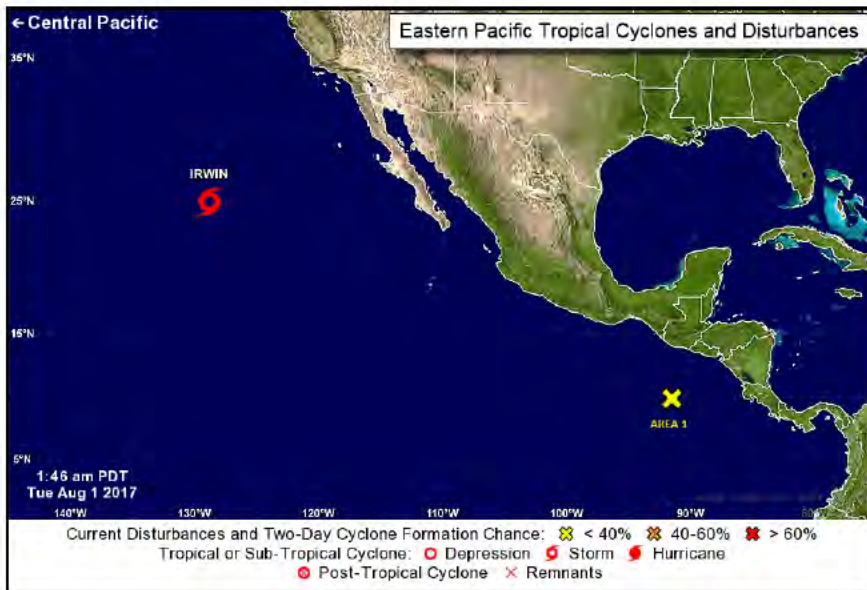 ← Central Pacific
Eastern Pacific Tropical Cyclones and Disturbances
35°N
IRWIN
25°N
15°N
AREA 1
5°N
1:46 am PDT
Tue Aug 1 2017
140°W 130°W 120°W 110°W 100°W 90°W
Current Disturbances and Two-Day Cyclone Formation Chance: < 40% 40-60% > 60%
Tropical or Sub-Tropical Cyclone: Depression Storm Hurricane
Post-Tropical Cyclone Remnants